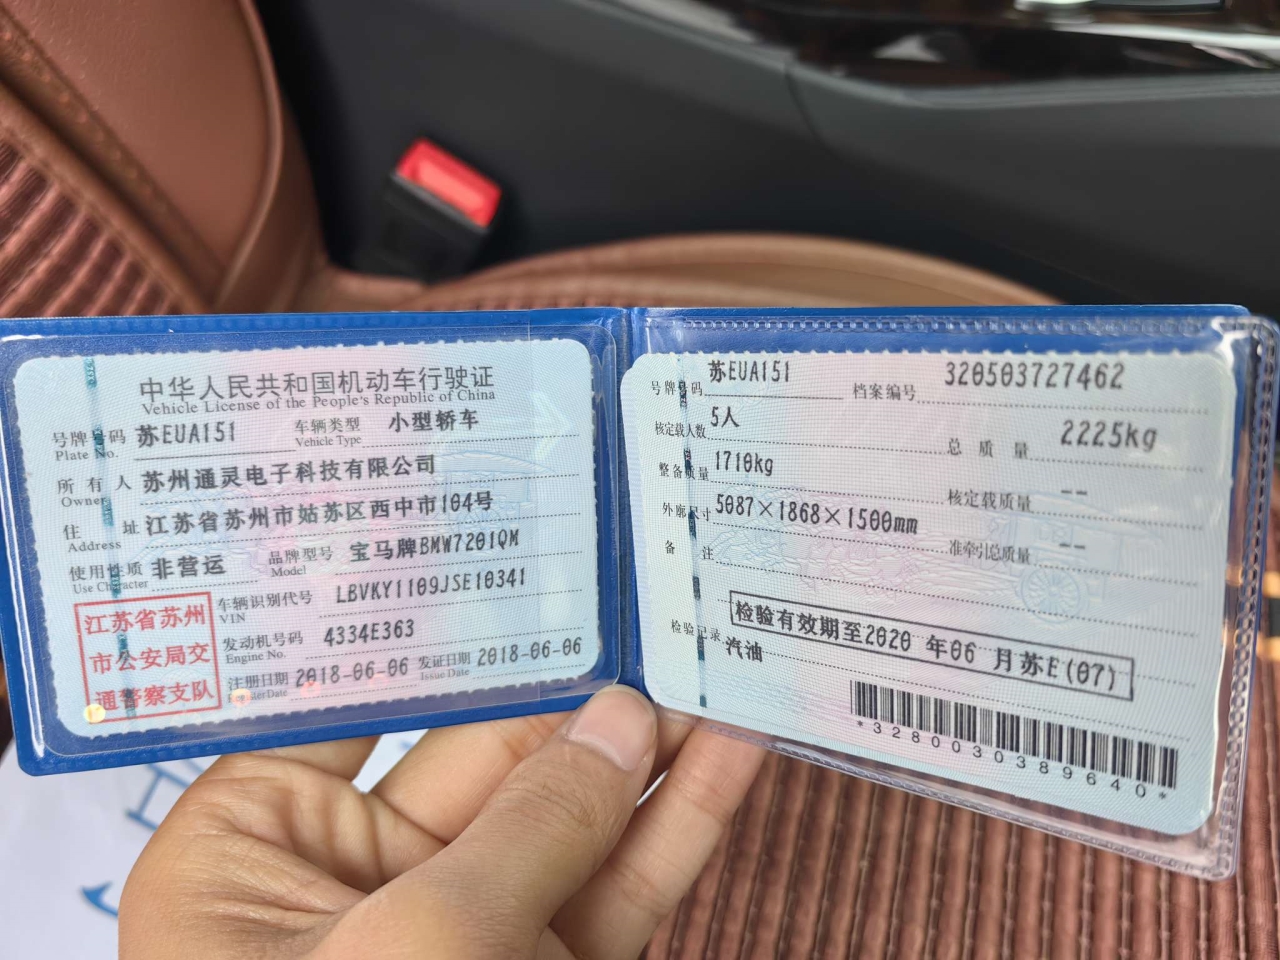 中华人民共和国机动车行驶证
Vehicle License of the People's Republic of China
号牌号码 苏EUA151 车辆类型 小型轿车
Plate No. Vehicle Type
所有人 苏州通灵电子科技有限公司
Owner
住址 江苏省苏州市姑苏区西中市104号
Address
使用性质 非营运 品牌型号 宝马牌BMW7201QM
Use Character Model
江苏省苏州
市公安局交
通警察支队
车辆识别代号 LBVKY1109JSE10341
VIN
发动机号码 4334E363
Engine No.
注册日期 2018-06-06 发证日期 2018-06-06
Register Date Issue Date
号牌号码 苏EUA151 档案编号 320503727462
核定载人数 5人 总质量 2225kg
整备质量 1710kg 核定载质量 --
外廓尺寸 5087×1868×1500mm 准牵引总质量 --
备注
检验有效期至2020 年06 月苏E(07)
检验记录 汽油
*3280030389640*